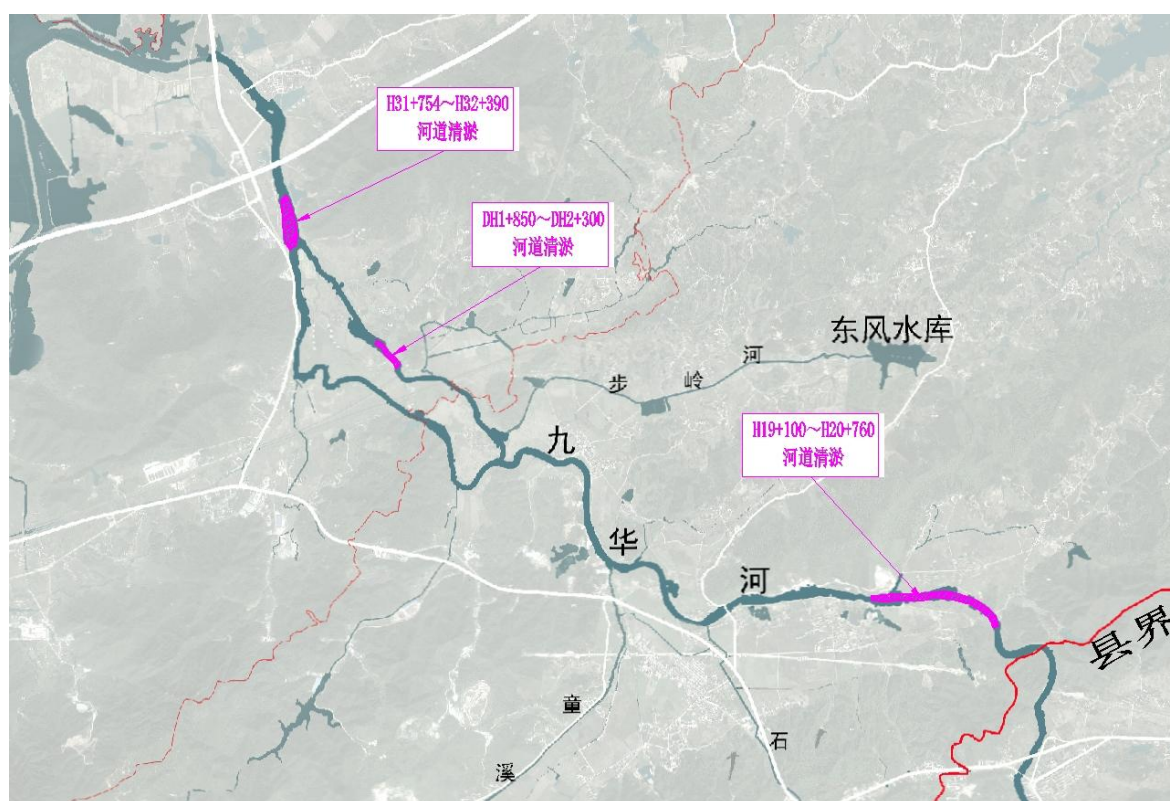 H31+754～H32+390
河道清淤
DH1+850～DH2+300
河道清淤
东风水库
步岭河
H19+100～H20+760
河道清淤
九华河
县界
童溪
石